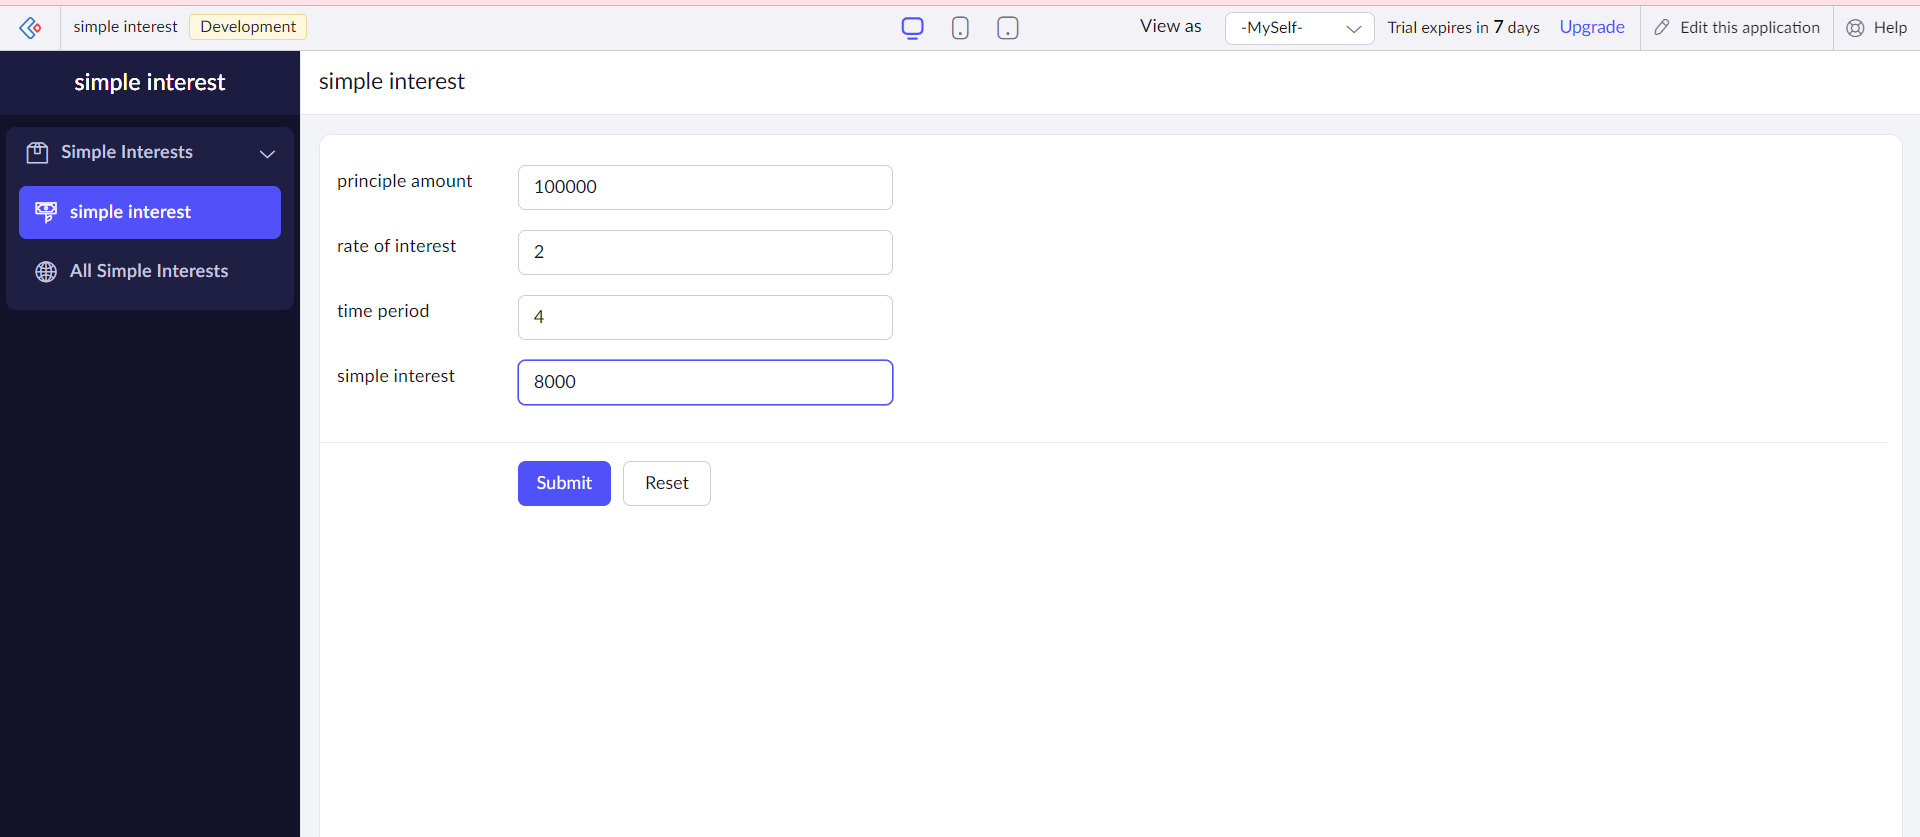 simple interest Development View as -MySelf- Trial expires in 7 days Upgrade Edit this application Help
simple interest
simple interest
Simple Interests
simple interest
All Simple Interests
principle amount 100000
rate of interest 2
time period 4
simple interest 8000
Submit Reset